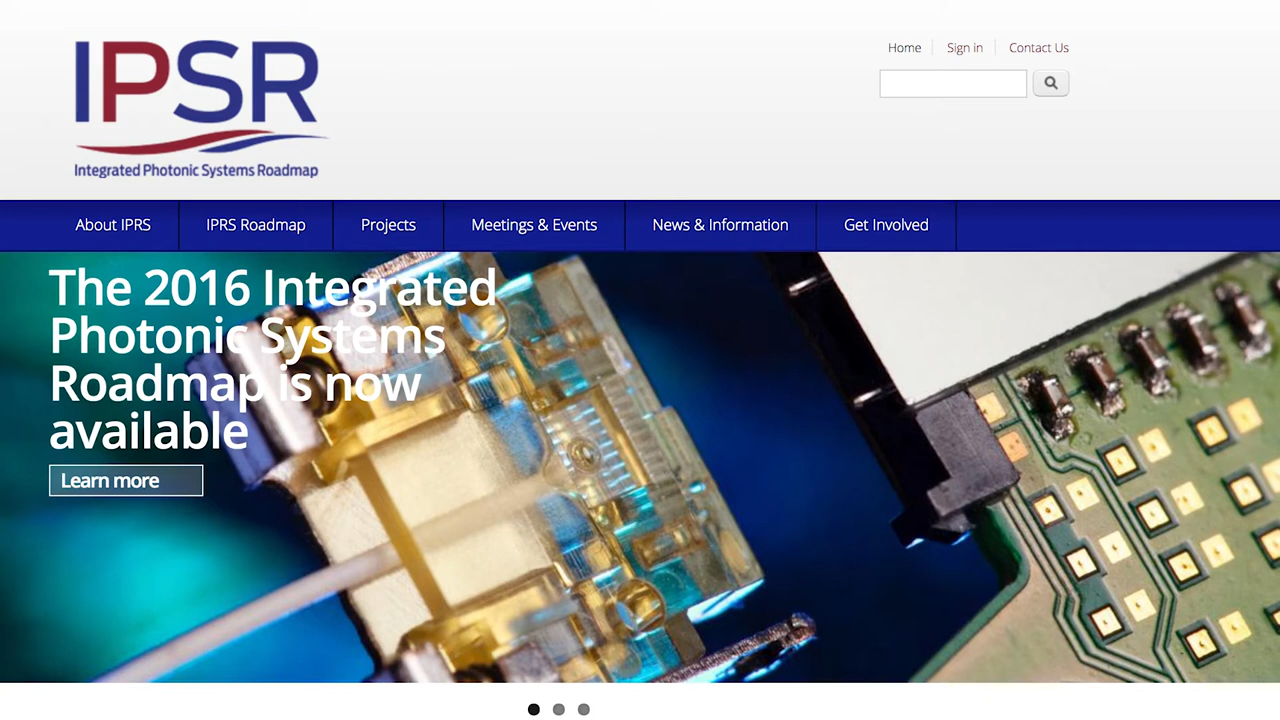 IPSR
Integrated Photonic Systems Roadmap
Home
Sign in
Contact Us
About IPRS
IPRS Roadmap
Projects
Meetings & Events
News & Information
Get Involved
The 2016 Integrated
Photonic Systems
Roadmap is now
available
Learn more